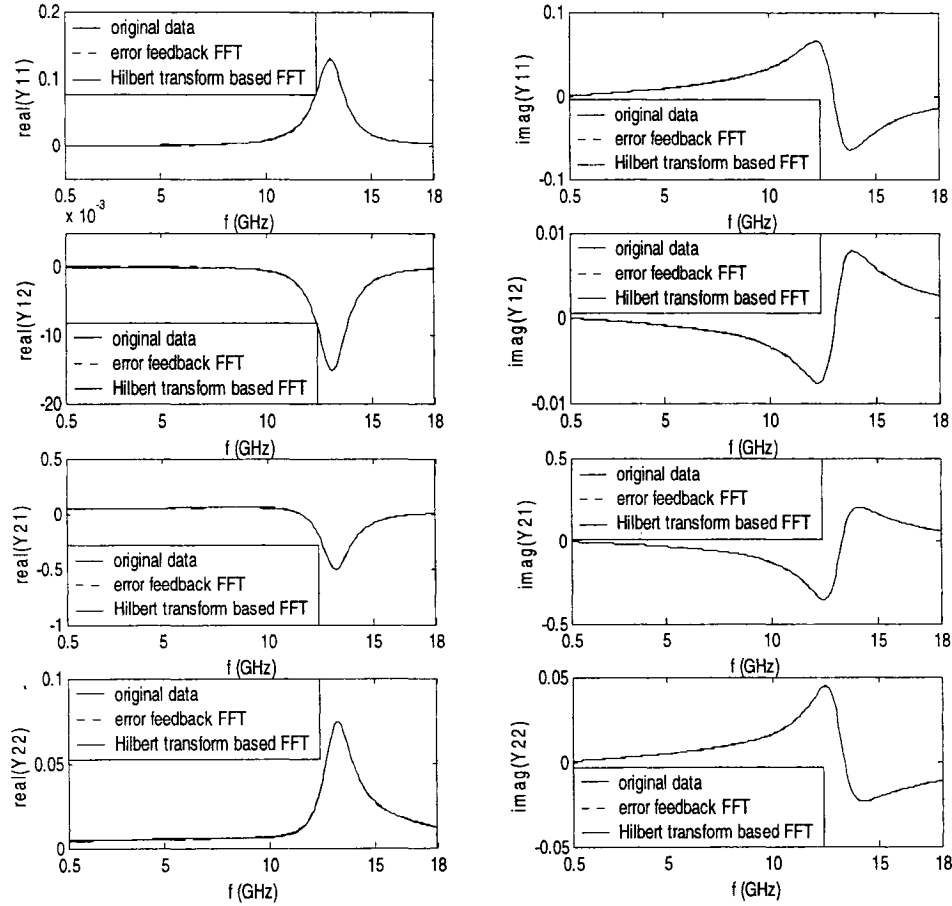 real(Y11)
0.2
0.1
0
original data
error feedback FFT
Hilbert transform based FFT
0.5
5
10
15
18
f (GHz)
imag(Y11)
0.1
0
-0.1
original data
error feedback FFT
Hilbert transform based FFT
0.5
5
10
15
18
f (GHz)
x 10^-3
real(Y12)
0
-10
-20
original data
error feedback FFT
Hilbert transform based FFT
0.5
5
10
15
18
f (GHz)
imag(Y12)
0.01
0
-0.01
original data
error feedback FFT
Hilbert transform based FFT
0.5
5
10
15
18
f (GHz)
real(Y21)
0.5
0
-0.5
-1
original data
error feedback FFT
Hilbert transform based FFT
0.5
5
10
15
18
f (GHz)
imag(Y21)
0.5
0
-0.5
original data
error feedback FFT
Hilbert transform based FFT
0.5
5
10
15
18
f (GHz)
real(Y22)
0.1
0.05
0
original data
error feedback FFT
Hilbert transform based FFT
0.5
5
10
15
18
f (GHz)
imag(Y22)
0.05
0
-0.05
original data
error feedback FFT
Hilbert transform based FFT
0.5
5
10
15
18
f (GHz)